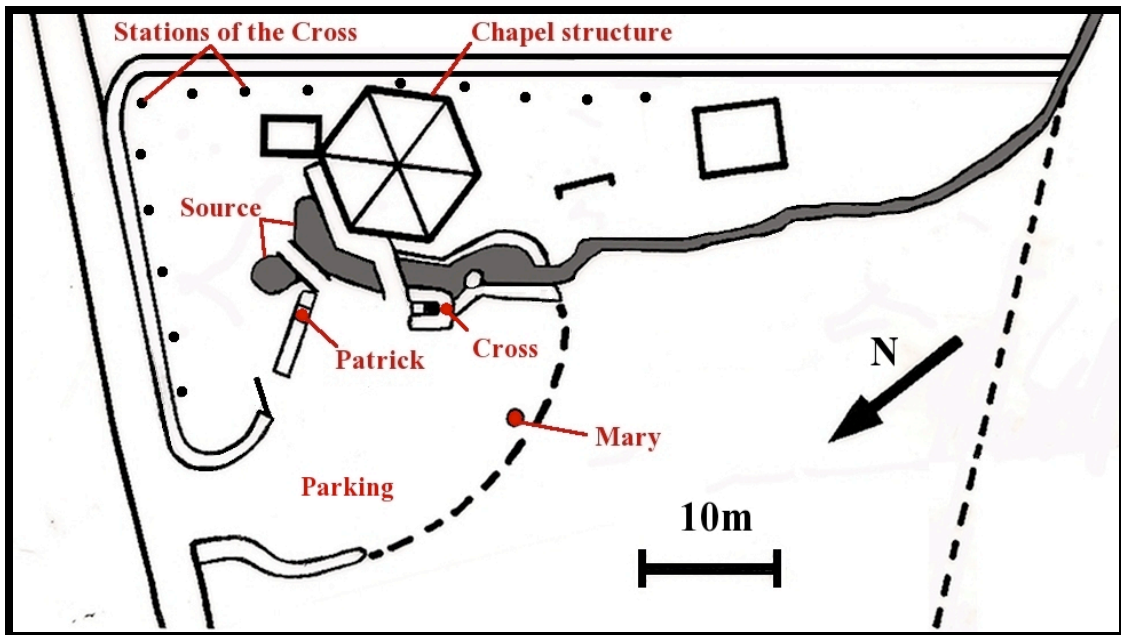 Stations of the Cross
Chapel structure
Source
Patrick
Cross
N
Mary
Parking
10m